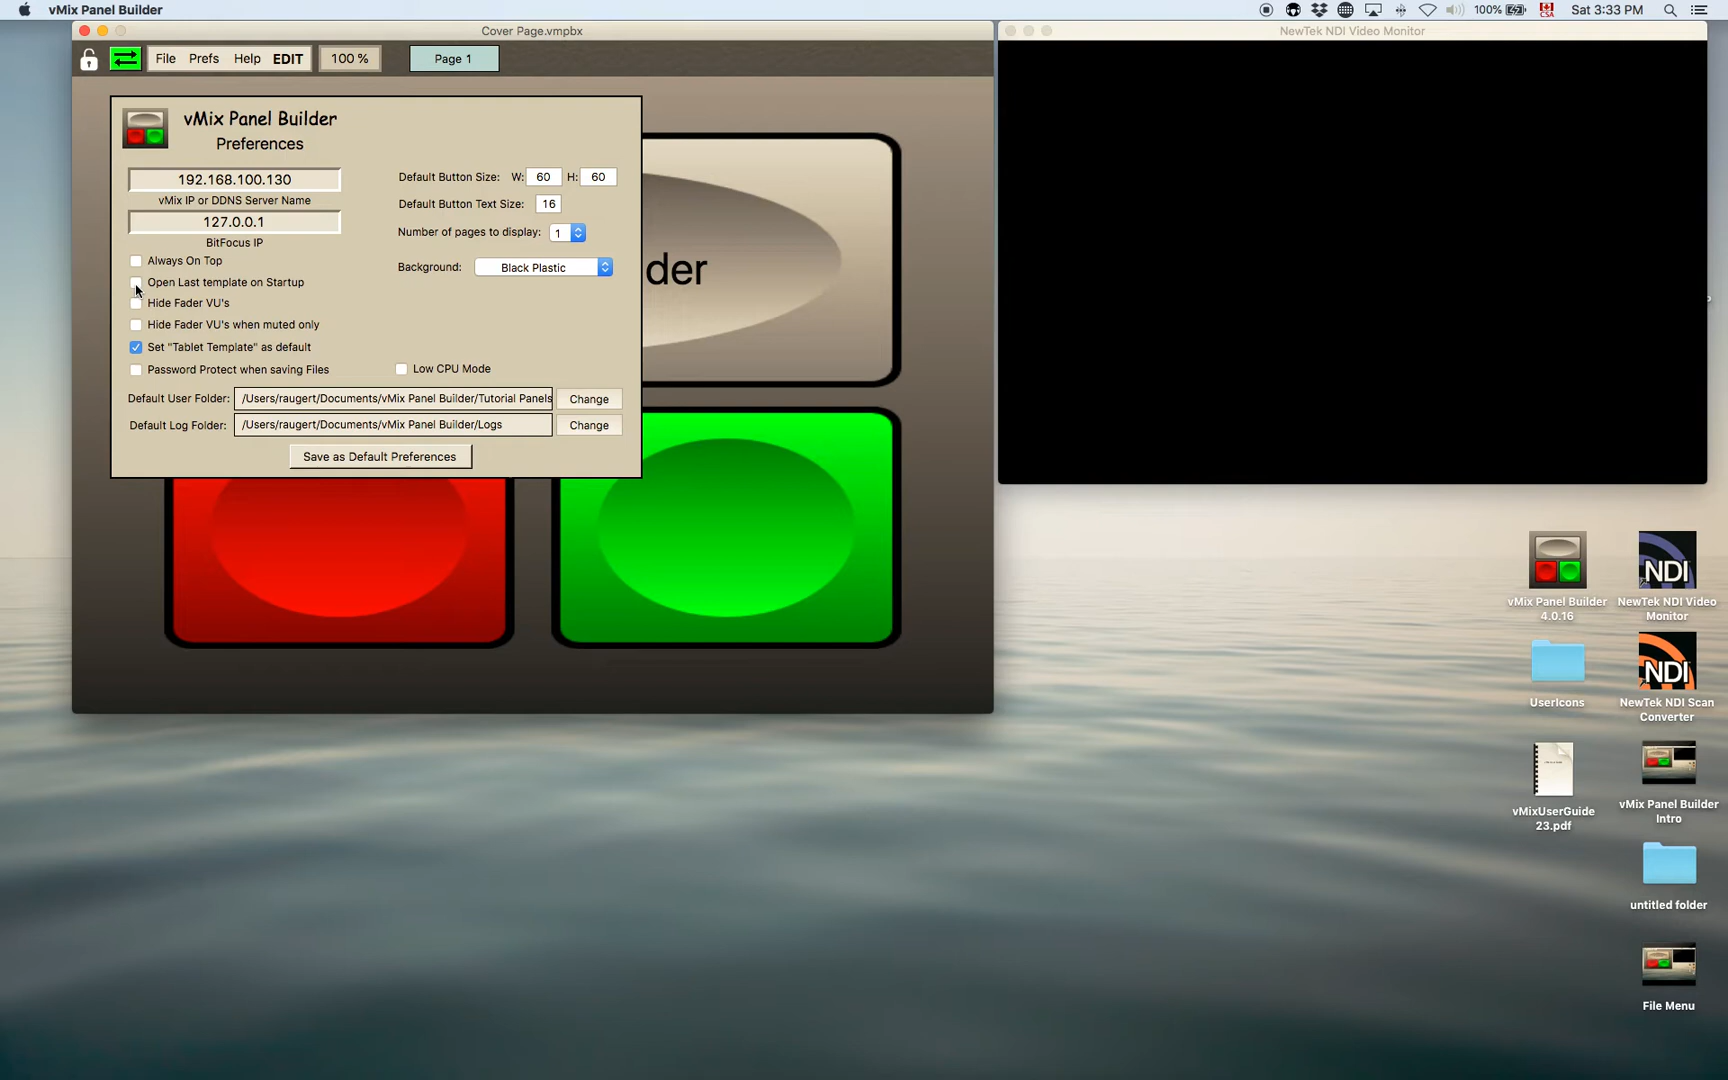 vMix Panel Builder
100%
Sat 3:33 PM
Cover Page.vmpbx
NewTek NDI Video Monitor
File Prefs Help EDIT
100 %
Page 1
vMix Panel Builder
Preferences
192.168.100.130
vMix IP or DDNS Server Name
127.0.0.1
BitFocus IP
Always On Top
Open Last template on Startup
Hide Fader VU's
Hide Fader VU's when muted only
Set "Tablet Template" as default
Password Protect when saving Files
Default Button Size: W: 60 H: 60
Default Button Text Size: 16
Number of pages to display: 1
Background: Black Plastic
Low CPU Mode
Default User Folder: /Users/raugert/Documents/vMix Panel Builder/Tutorial Panels Change
Default Log Folder: /Users/raugert/Documents/vMix Panel Builder/Logs Change
Save as Default Preferences
der
NDI
vMix Panel Builder
4.0.16
NewTek NDI Video
Monitor
NDI
UserIcons
NewTek NDI Scan
Converter
vMixUserGuide
23.pdf
vMix Panel Builder
Intro
untitled folder
File Menu